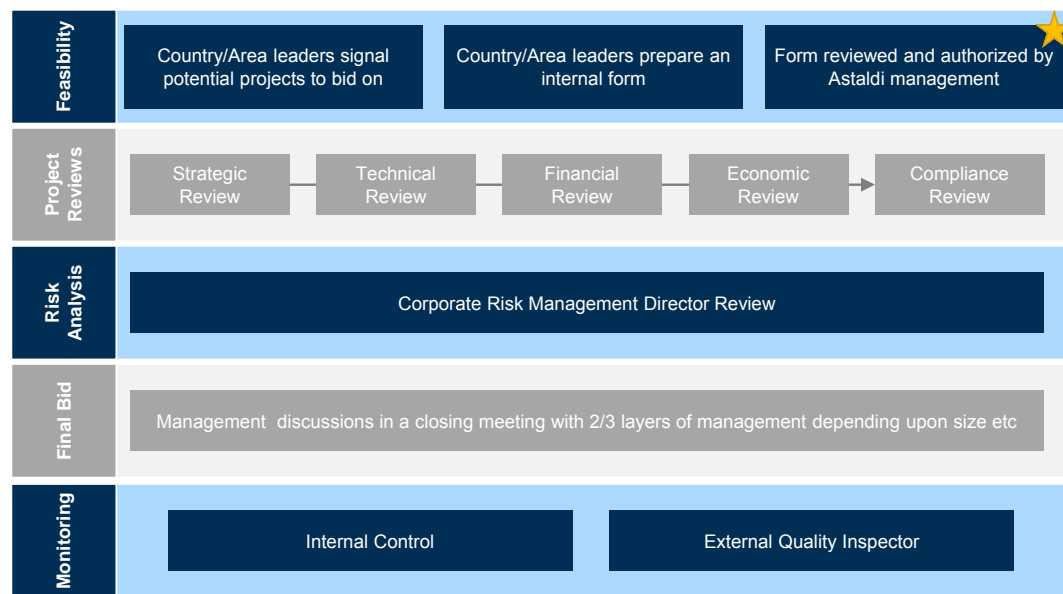 Feasibility
Country/Area leaders signal
potential projects to bid on
Country/Area leaders prepare an
internal form
Form reviewed and authorized by
Astaldi management
Project
Reviews
Strategic
Review
Technical
Review
Financial
Review
Economic
Review
Compliance
Review
Risk
Analysis
Corporate Risk Management Director Review
Final Bid
Management  discussions in a closing meeting with 2/3 layers of management depending upon size etc
Monitoring
Internal Control
External Quality Inspector